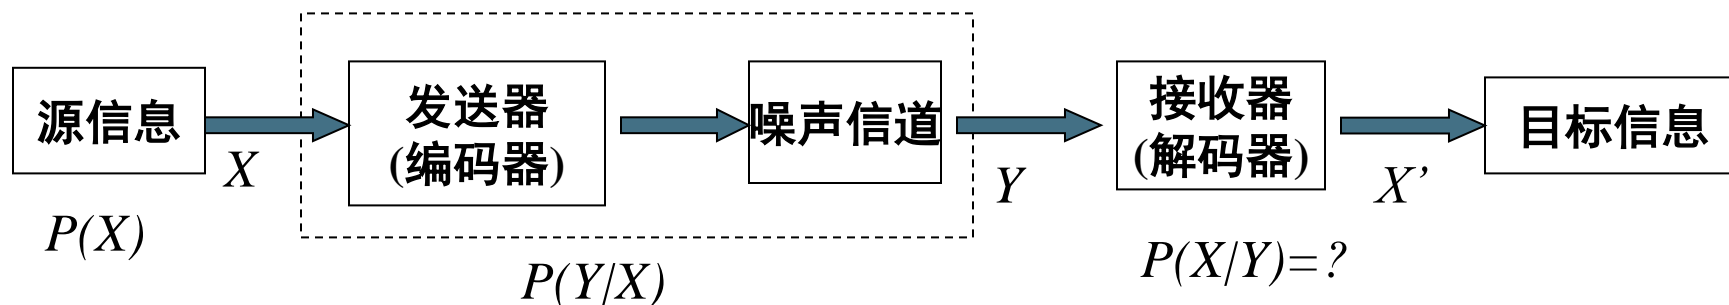 源信息
发送器
(编码器)
噪声信道
接收器
(解码器)
目标信息
X
Y
X’
P(X)
P(Y/X)
P(X/Y)=?